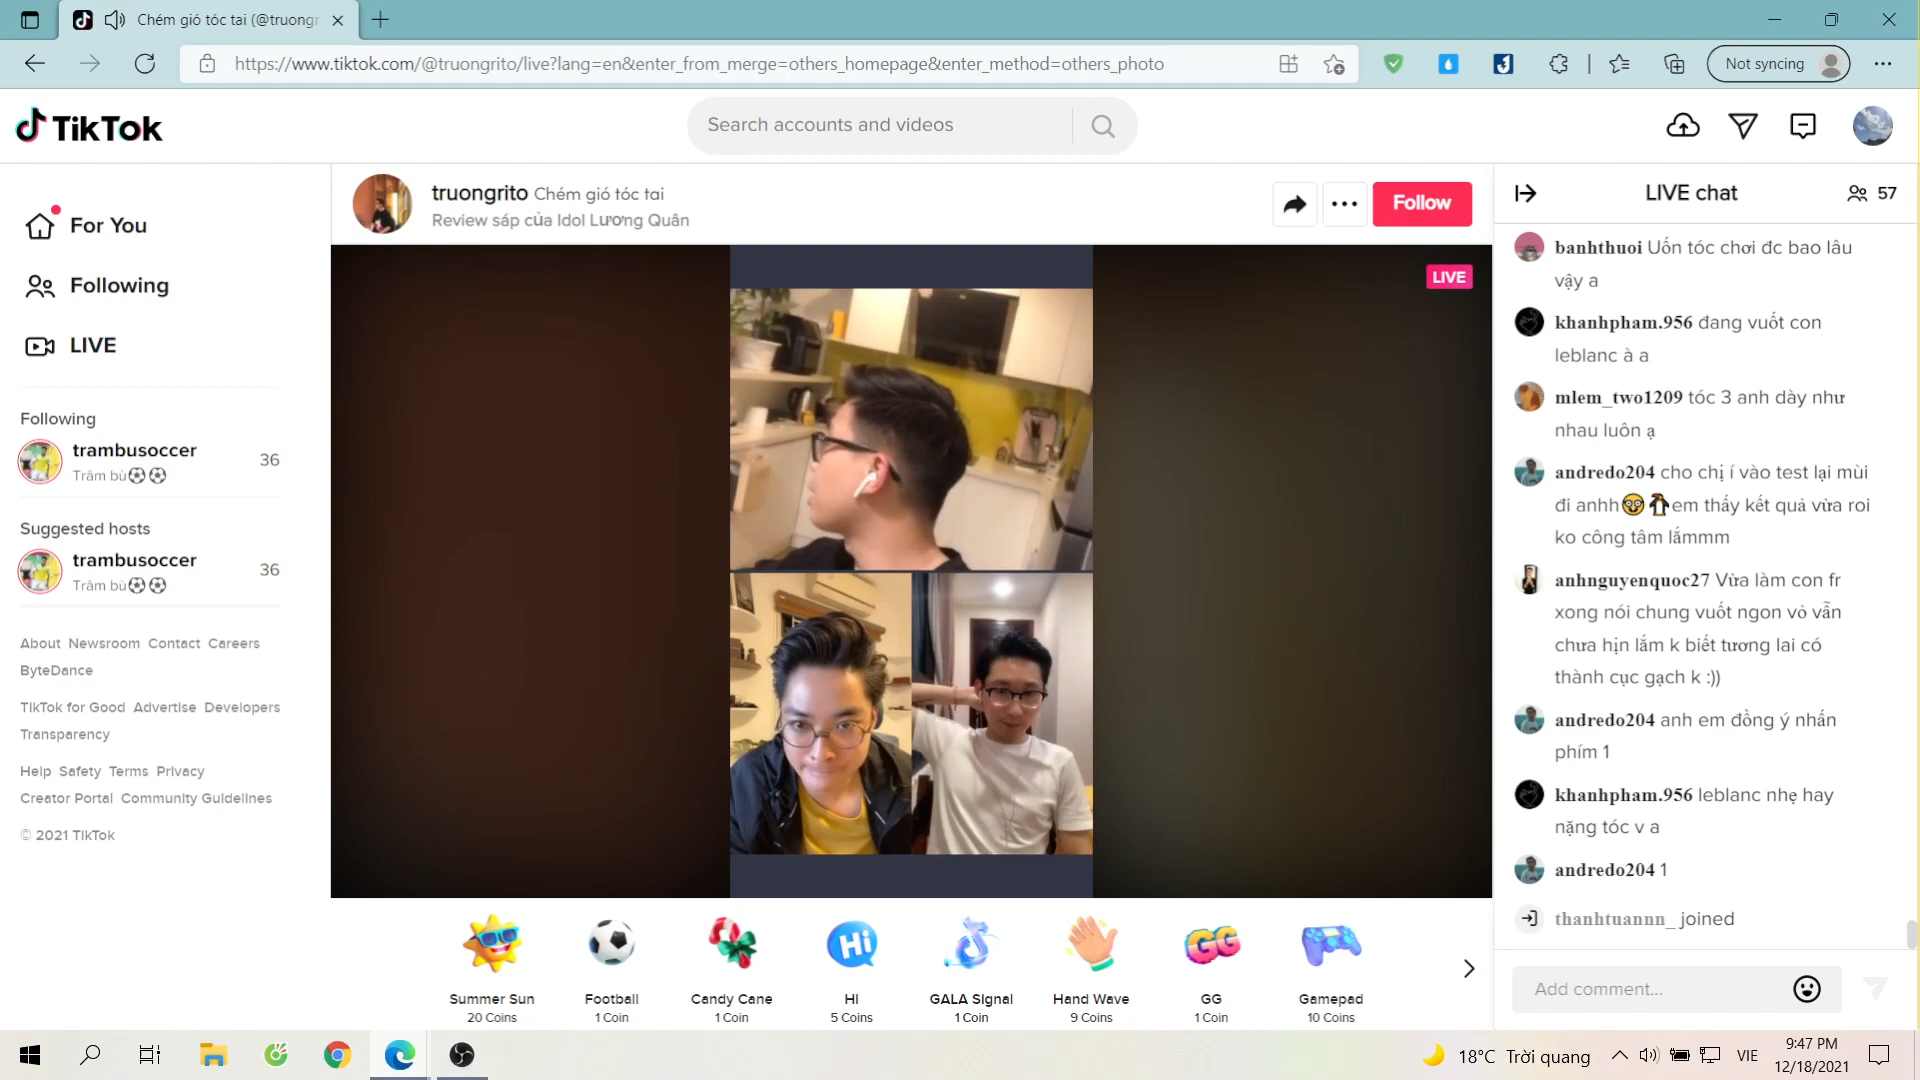 Chém gió tóc tai (@truongr
https://www.tiktok.com/@truongrito/live?lang=en&enter_from_merge=others_homepage&enter_method=others_photo
Not syncing
TikTok
Search accounts and videos
For You
Following
LIVE
Following
trambusoccer
Trâm bù⚽⚽
36
Suggested hosts
trambusoccer
Trâm bù⚽⚽
36
About Newsroom Contact Careers
ByteDance
TikTok for Good Advertise Developers
Transparency
Help Safety Terms Privacy
Creator Portal Community Guidelines
© 2021 TikTok
truongrito Chém gió tóc tai
Review sáp của Idol Lương Quân
Follow
LIVE
Summer Sun
20 Coins
Football
1 Coin
Candy Cane
1 Coin
Hi
Hi
5 Coins
GALA Signal
1 Coin
Hand Wave
9 Coins
GG
GG
1 Coin
Gamepad
10 Coins
LIVE chat
57
banhthuoi Uốn tóc chơi đc bao lâu
vậy a
khanhpham.956 đang vuốt con
leblanc à a
mlem_two1209 tóc 3 anh dày như
nhau luôn ạ
andredo204 cho chị í vào test lại mùi
đi anhh🤓🐧em thấy kết quả vừa roi
ko công tâm lắmmm
anhnguyenquoc27 Vừa làm con fr
xong nói chung vuốt ngon vỏ vẫn
chưa hịn lắm k biết tương lai có
thành cục gạch k :))
andredo204 anh em đồng ý nhấn
phím 1
khanhpham.956 leblanc nhẹ hay
nặng tóc v a
andredo204 1
thanhtuannn_ joined
Add comment...
18°C Trời quang
VIE
9:47 PM
12/18/2021